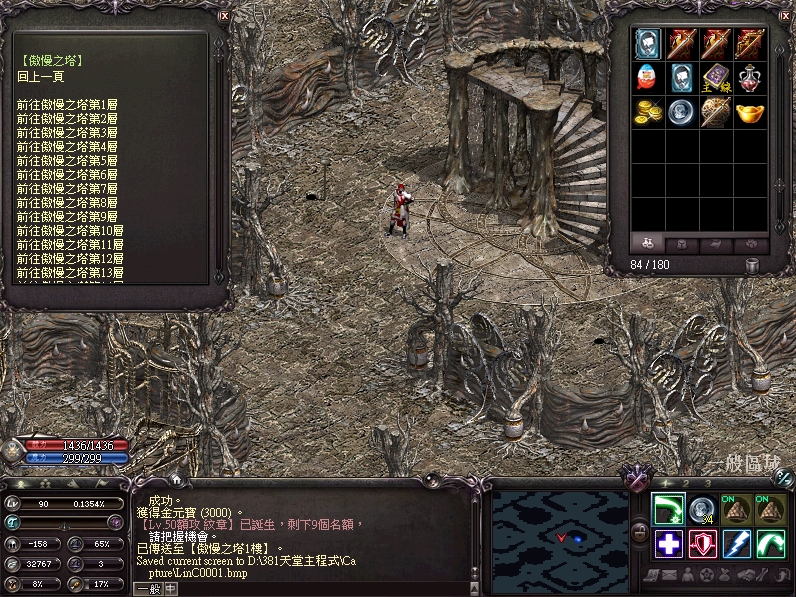 【傲慢之塔】
回上一頁
前往傲慢之塔第1層
前往傲慢之塔第2層
前往傲慢之塔第3層
前往傲慢之塔第4層
前往傲慢之塔第5層
前往傲慢之塔第6層
前往傲慢之塔第7層
前往傲慢之塔第8層
前往傲慢之塔第9層
前往傲慢之塔第10層
前往傲慢之塔第11層
前往傲慢之塔第12層
前往傲慢之塔第13層
主線
84 / 180
體力 1436/1436
魔力 299/299
一般區域
Lv 90 0.1354%
-158 65%
32767 3
8% 17%
成功。
獲得金元寶 (3000) 。
【Lv.50額攻.紋章】已誕生，剩下9個名額，
請把握機會。
已傳送至【傲慢之塔1樓】。
Saved current screen to D:\381天堂主程式\Ca
pture\LinC0001.bmp
一般
2 3
34 ON ON